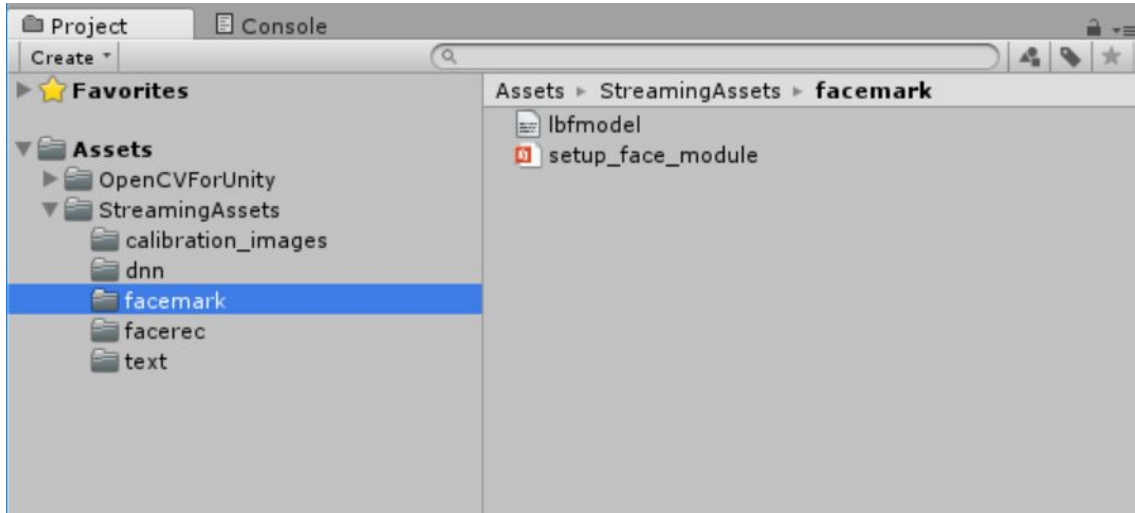 Project
Console
Create
Favorites
Assets
OpenCVForUnity
StreamingAssets
calibration_images
dnn
facemark
facerec
text
Assets StreamingAssets facemark
lbfmodel
setup_face_module